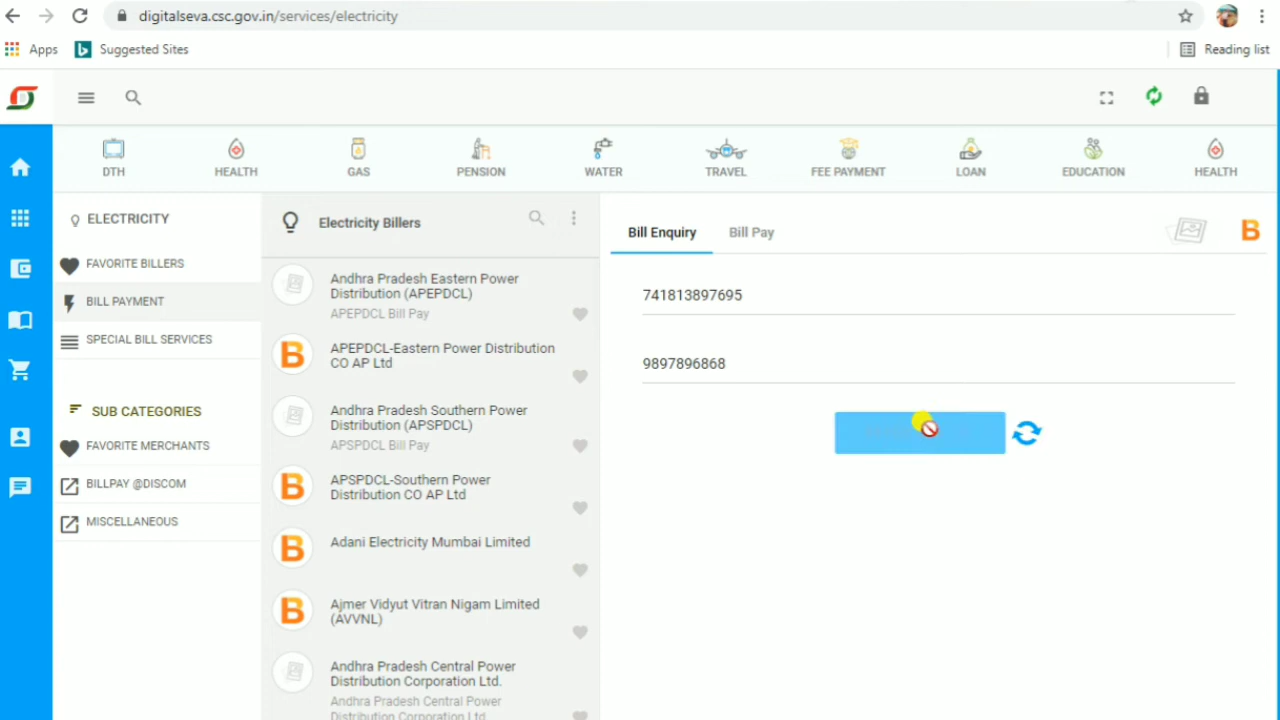 digitalseva.csc.gov.in/services/electricity
Apps
Suggested Sites
Reading list
DTH
HEALTH
GAS
PENSION
WATER
TRAVEL
FEE PAYMENT
LOAN
EDUCATION
HEALTH
ELECTRICITY
FAVORITE BILLERS
BILL PAYMENT
SPECIAL BILL SERVICES
SUB CATEGORIES
FAVORITE MERCHANTS
BILLPAY @DISCOM
MISCELLANEOUS
Electricity Billers
Andhra Pradesh Eastern Power
Distribution (APEPDCL)
APEPDCL Bill Pay
APEPDCL-Eastern Power Distribution
CO AP Ltd
Andhra Pradesh Southern Power
Distribution (APSPDCL)
APSPDCL Bill Pay
APSPDCL-Southern Power
Distribution CO AP Ltd
Adani Electricity Mumbai Limited
Ajmer Vidyut Vitran Nigam Limited
(AVVNL)
Andhra Pradesh Central Power
Distribution Corporation Ltd.
Andhra Pradesh Central Power
Distribution Corporation Ltd
Bill Enquiry
Bill Pay
741813897695
9897896868